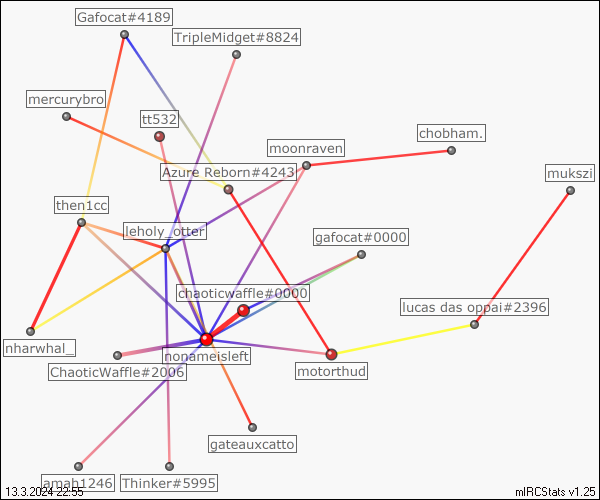 Gafocat#4189
TripleMidget#8824
mercurybro
tt532
chobham.
moonraven
Azure Reborn#4243
mukszi
then1cc
leholy_otter
gafocat#0000
chaoticwaffle#0000
lucas das oppai#2396
nharwhal_
nonameisleft
ChaoticWaffle#2006
motorthud
gateauxcatto
amah1246
Thinker#5995
13.3.2024 22:55
mIRCStats v1.25